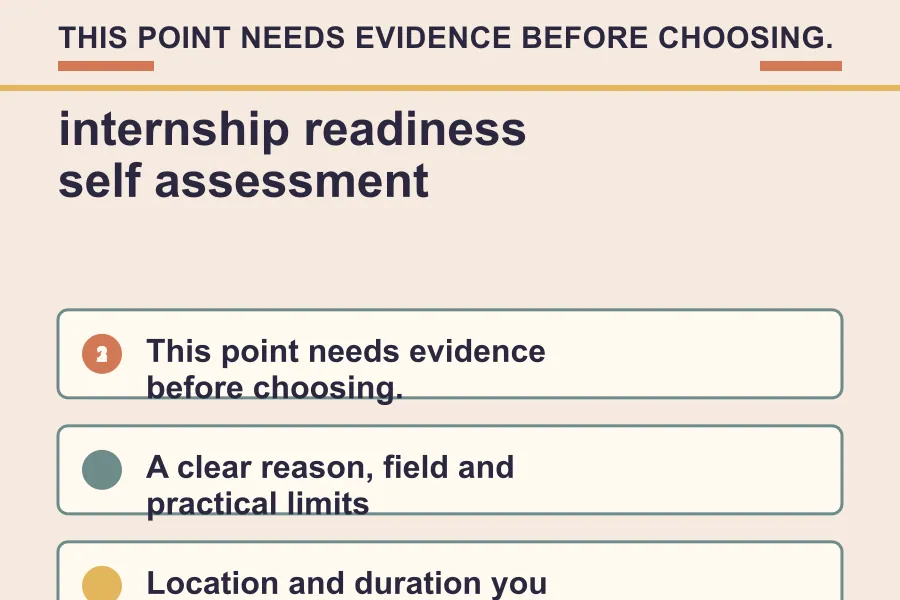 THIS POINT NEEDS EVIDENCE BEFORE CHOOSING.
internship readiness
self assessment
This point needs evidence
before choosing.
A clear reason, field and
practical limits
Location and duration you